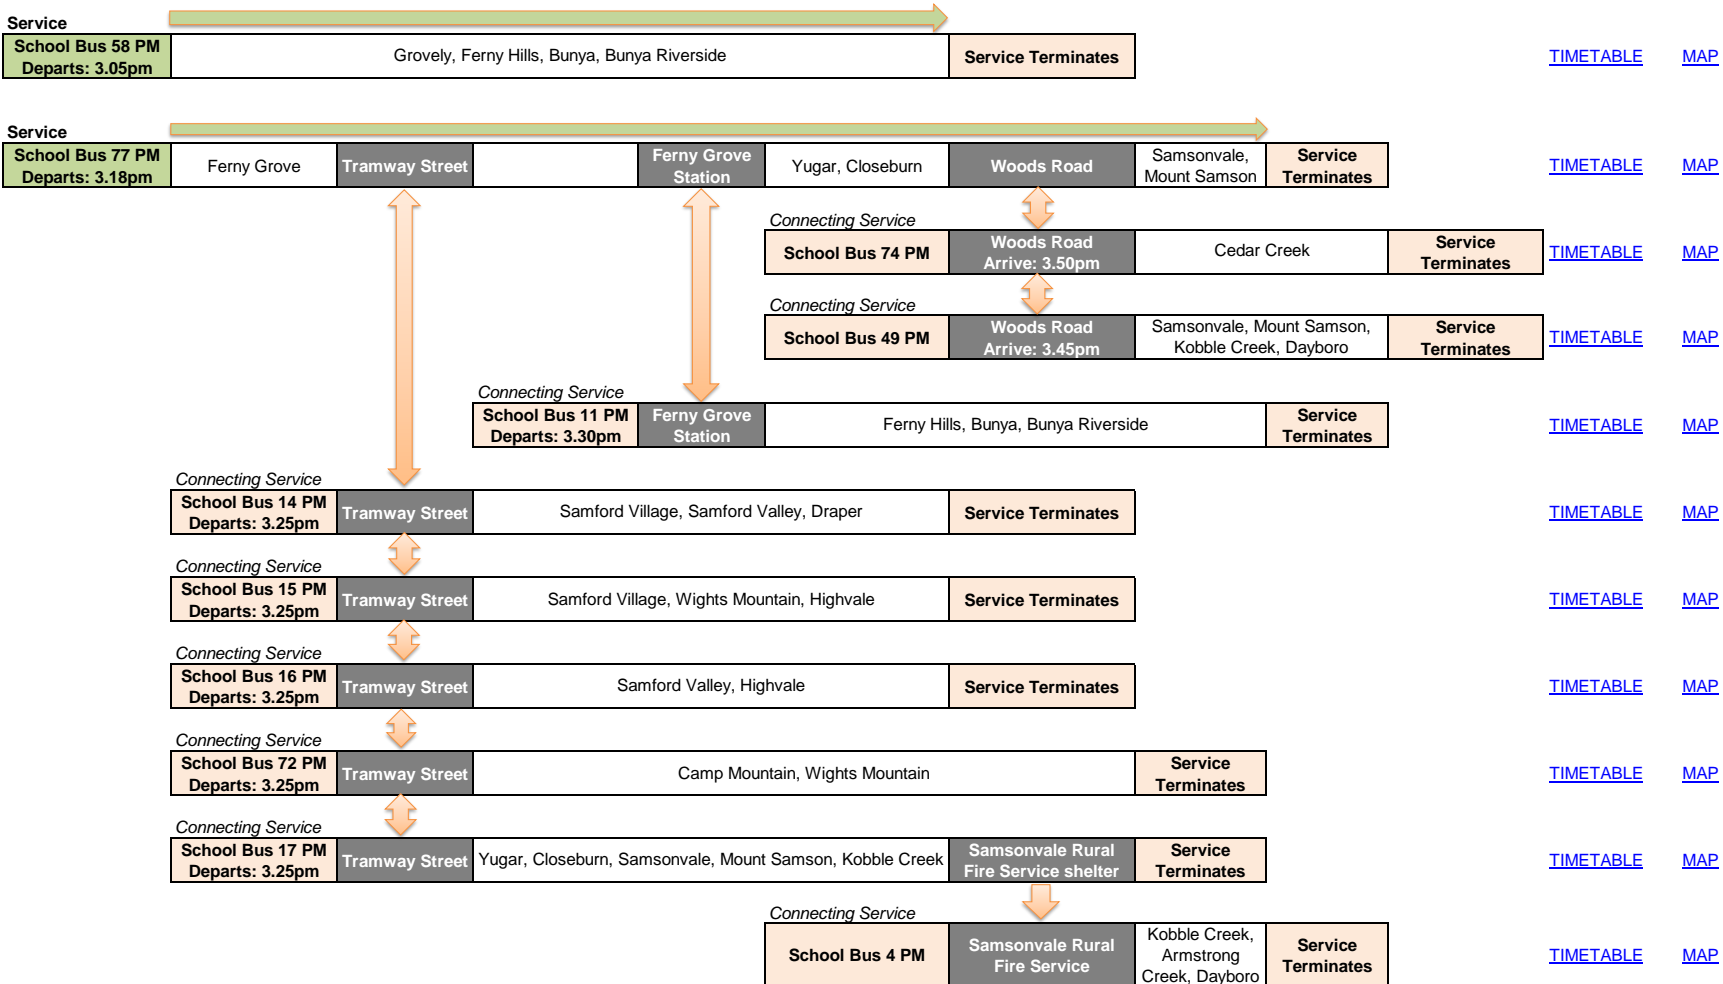 Service
School Bus 58 PM
Departs: 3.05pm
Grovely, Ferny Hills, Bunya, Bunya Riverside
Service Terminates
TIMETABLE
MAP
Service
School Bus 77 PM
Departs: 3.18pm
Ferny Grove
Tramway Street
Ferny Grove
Station
Yugar, Closeburn
Woods Road
Samsonvale,
Mount Samson
Service
Terminates
TIMETABLE
MAP
Connecting Service
School Bus 74 PM
Woods Road
Arrive: 3.50pm
Cedar Creek
Service
Terminates
TIMETABLE
MAP
Connecting Service
School Bus 49 PM
Woods Road
Arrive: 3.45pm
Samsonvale, Mount Samson,
Kobble Creek, Dayboro
Service
Terminates
TIMETABLE
MAP
Connecting Service
School Bus 11 PM
Departs: 3.30pm
Ferny Grove
Station
Ferny Hills, Bunya, Bunya Riverside
Service
Terminates
TIMETABLE
MAP
Connecting Service
School Bus 14 PM
Departs: 3.25pm
Tramway Street
Samford Village, Samford Valley, Draper
Service Terminates
TIMETABLE
MAP
Connecting Service
School Bus 15 PM
Departs: 3.25pm
Tramway Street
Samford Village, Wights Mountain, Highvale
Service Terminates
TIMETABLE
MAP
Connecting Service
School Bus 16 PM
Departs: 3.25pm
Tramway Street
Samford Valley, Highvale
Service Terminates
TIMETABLE
MAP
Connecting Service
School Bus 72 PM
Departs: 3.25pm
Tramway Street
Camp Mountain, Wights Mountain
Service
Terminates
TIMETABLE
MAP
Connecting Service
School Bus 17 PM
Departs: 3.25pm
Tramway Street
Yugar, Closeburn, Samsonvale, Mount Samson, Kobble Creek
Samsonvale Rural
Fire Service shelter
Service
Terminates
TIMETABLE
MAP
Connecting Service
School Bus 4 PM
Samsonvale Rural
Fire Service
Kobble Creek,
Armstrong
Creek, Dayboro
Service
Terminates
TIMETABLE
MAP